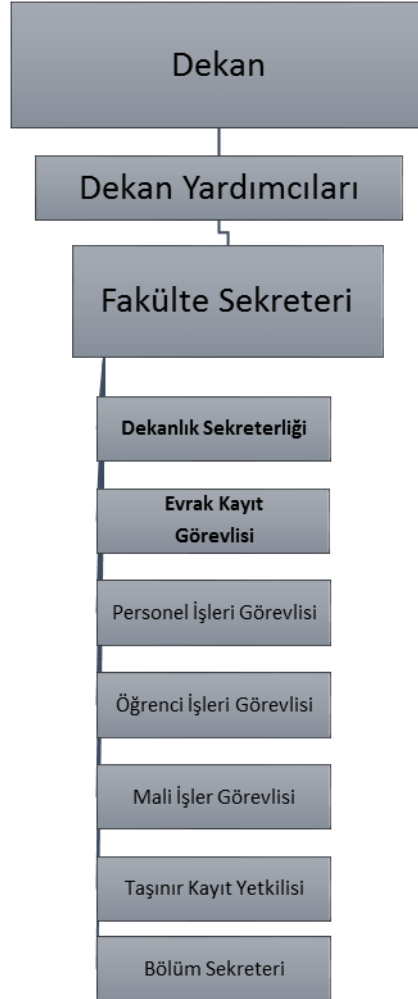 Dekan
Dekan Yardımcıları
Fakülte Sekreteri
Dekanlık Sekreterliği
Evrak Kayıt
Görevlisi
Personel İşleri Görevlisi
Öğrenci İşleri Görevlisi
Mali İşler Görevlisi
Taşınır Kayıt Yetkilisi
Bölüm Sekreteri